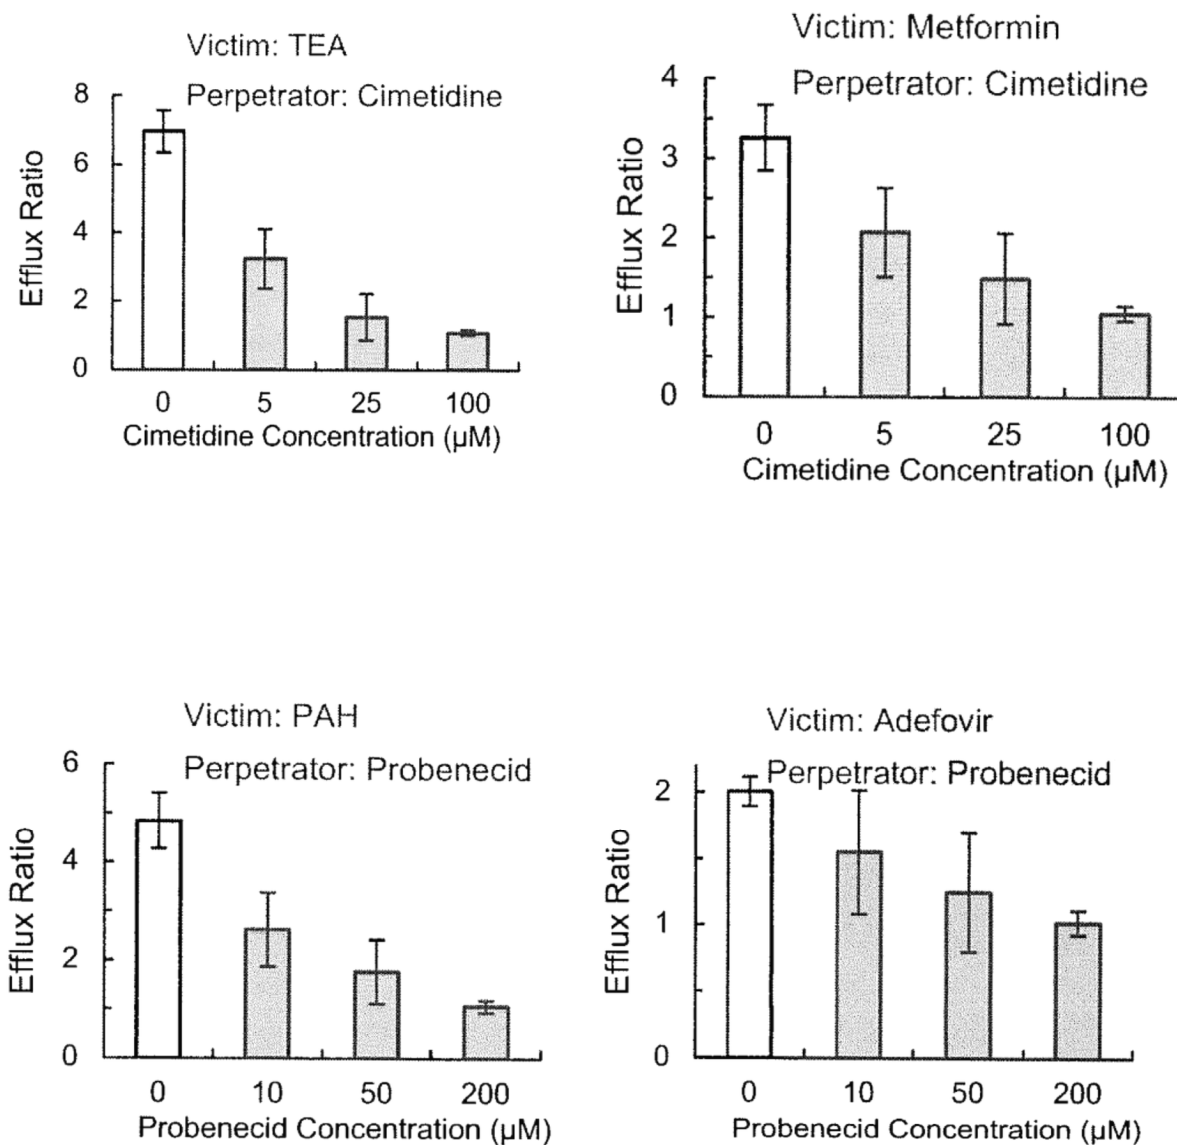 Victim: TEA
Perpetrator: Cimetidine
Efflux Ratio
8
6
4
2
0
0 5 25 100
Cimetidine Concentration (µM)
Victim: Metformin
Perpetrator: Cimetidine
Efflux Ratio
4
3
2
1
0
0 5 25 100
Cimetidine Concentration (µM)
Victim: PAH
Perpetrator: Probenecid
Efflux Ratio
6
4
2
0
0 10 50 200
Probenecid Concentration (µM)
Victim: Adefovir
Perpetrator: Probenecid
Efflux Ratio
2
1
0
0 10 50 200
Probenecid Concentration (µM)